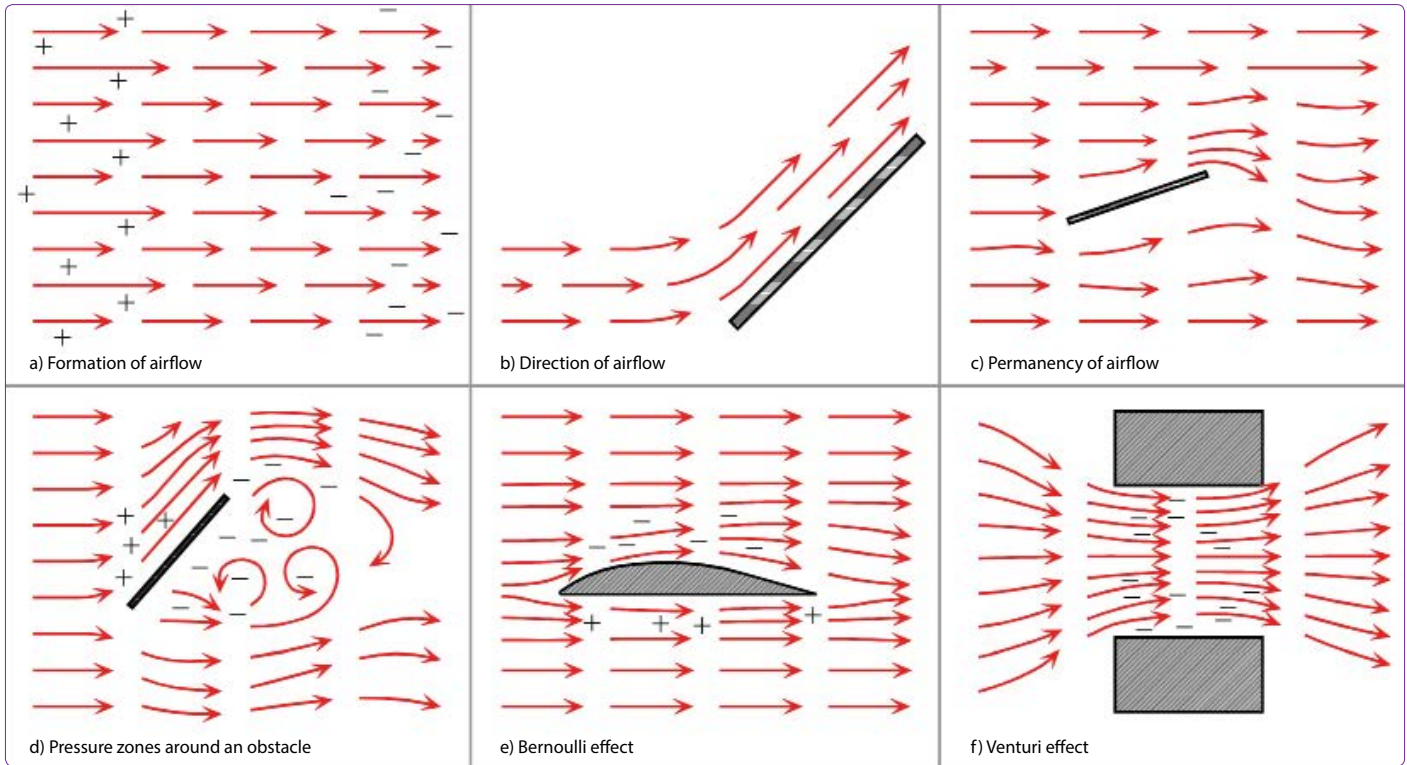 a) Formation of airflow
b) Direction of airflow
c) Permanency of airflow
d) Pressure zones around an obstacle
e) Bernoulli effect
f) Venturi effect